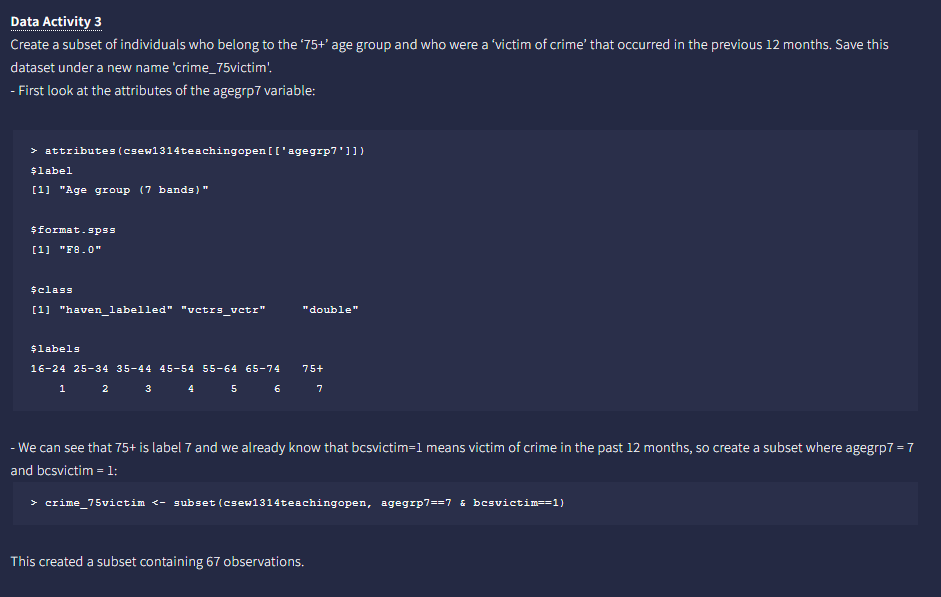 Data Activity 3
Create a subset of individuals who belong to the ‘75+’ age group and who were a ‘victim of crime’ that occurred in the previous 12 months. Save this
dataset under a new name 'crime_75victim'.
- First look at the attributes of the agegrp7 variable:
> attributes(csew1314teachingopen[['agegrp7']])
$label
[1] "Age group (7 bands)"
$format.spss
[1] "F8.0"
$class
[1] "haven_labelled" "vctrs_vctr"     "double"
$labels
16-24 25-34 35-44 45-54 55-64 65-74   75+
    1     2     3     4     5     6     7
- We can see that 75+ is label 7 and we already know that bcsvictim=1 means victim of crime in the past 12 months, so create a subset where agegrp7 = 7
and bcsvictim = 1:
> crime_75victim <- subset(csew1314teachingopen, agegrp7==7 & bcsvictim==1)
This created a subset containing 67 observations.